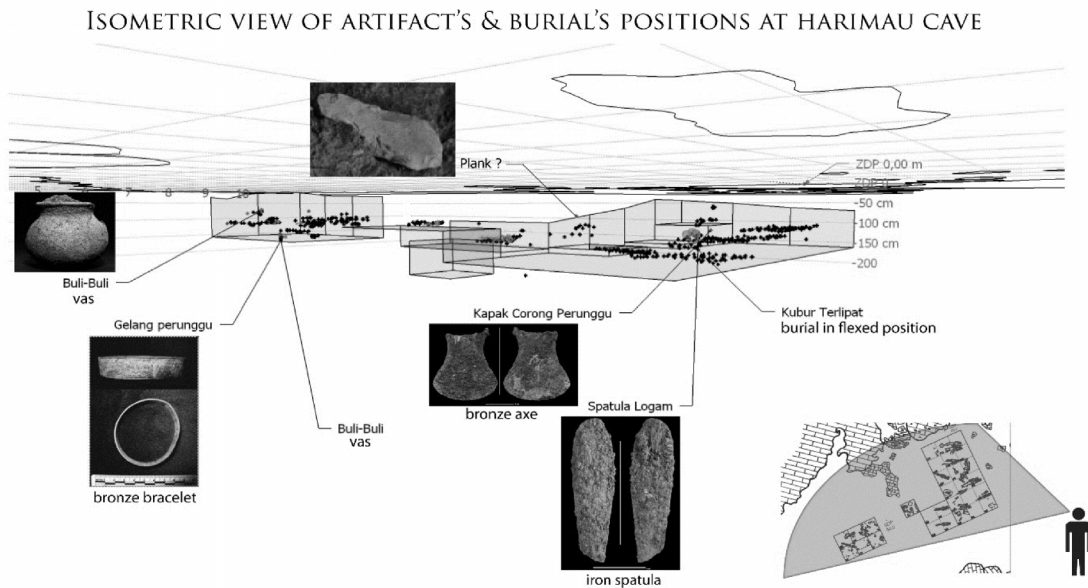 ISOMETRIC VIEW OF ARTIFACT'S & BURIAL'S POSITIONS AT HARIMAU CAVE
Plank ?
ZDP 0,00 m
5
8
9
10
-50 cm
-100 cm
-150 cm
-200
Buli-Buli
vas
Gelang perunggu
bronze bracelet
Buli-Buli
vas
Kapak Corong Perunggu
bronze axe
Spatula Logam
iron spatula
Kubur Terlipat
burial in flexed position